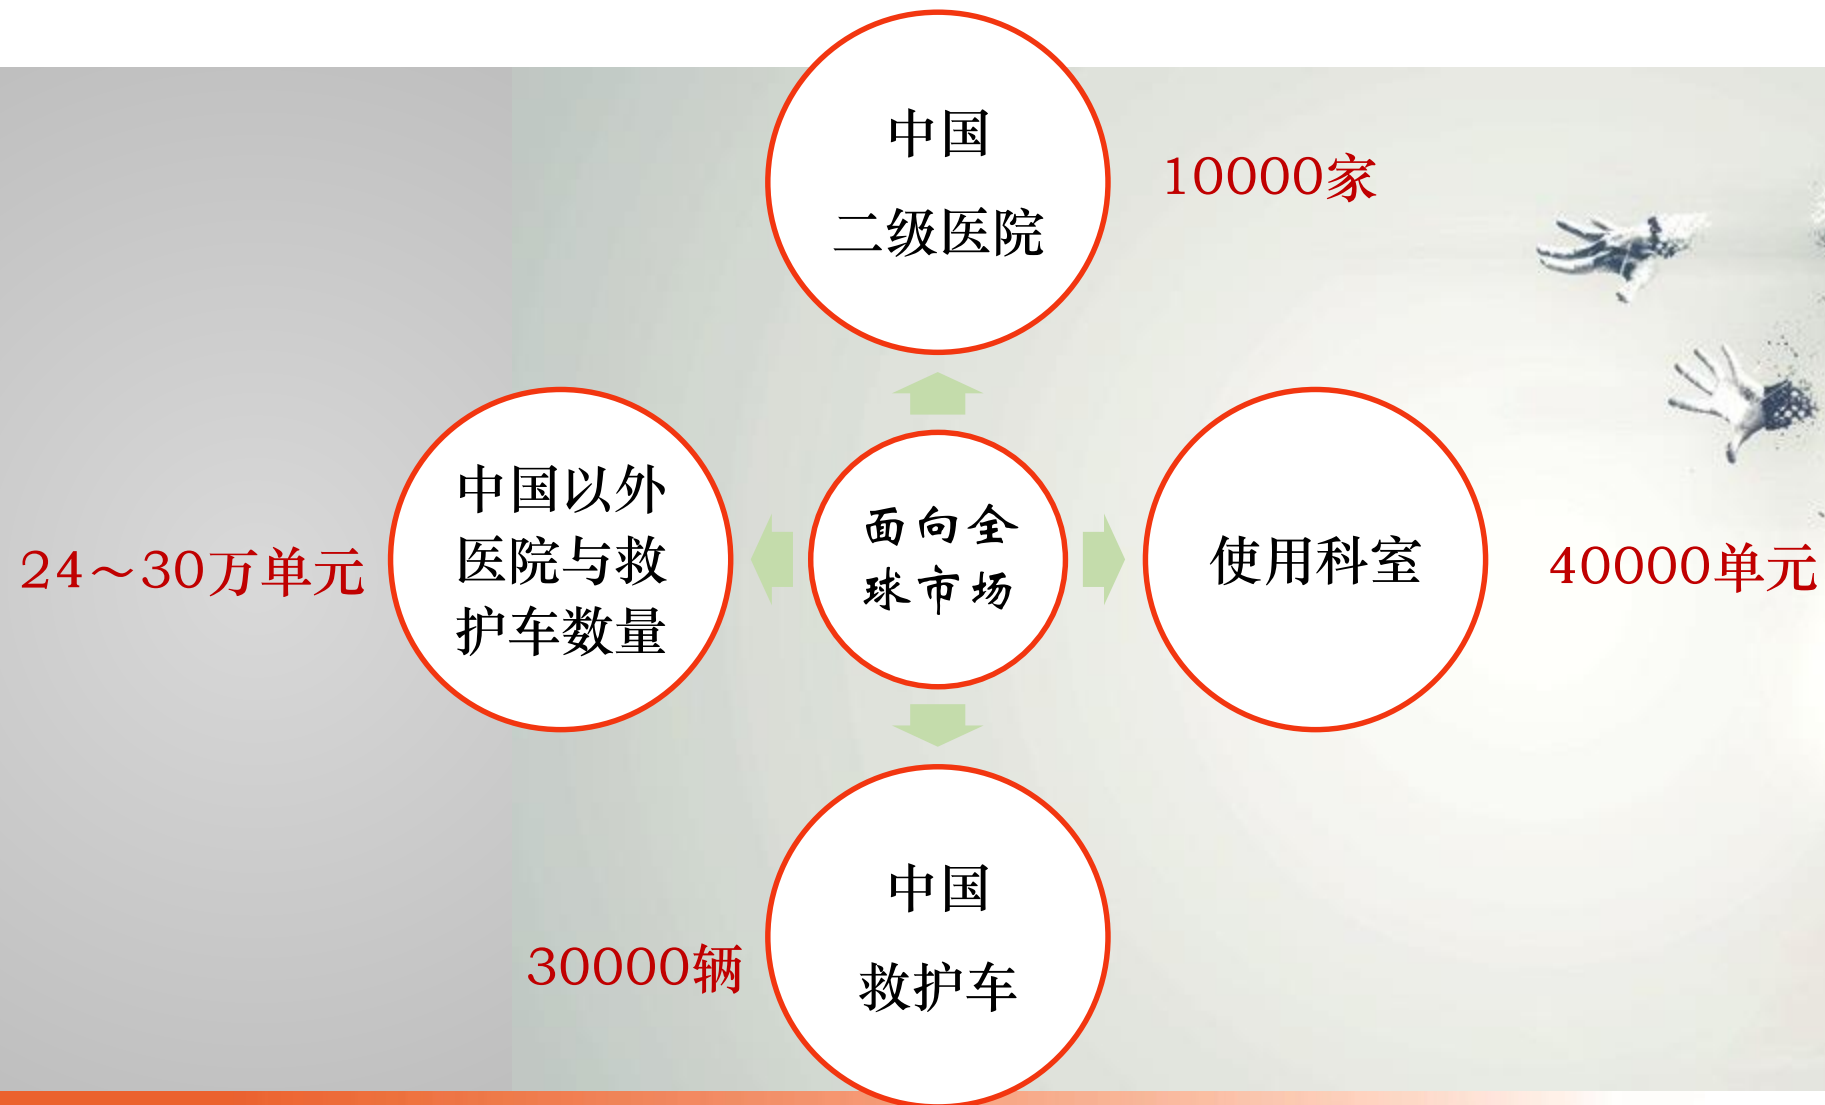 中国
二级医院
10000家
中国以外
医院与救
护车数量
24～30万单元
面向全
球市场
使用科室
40000单元
中国
救护车
30000辆